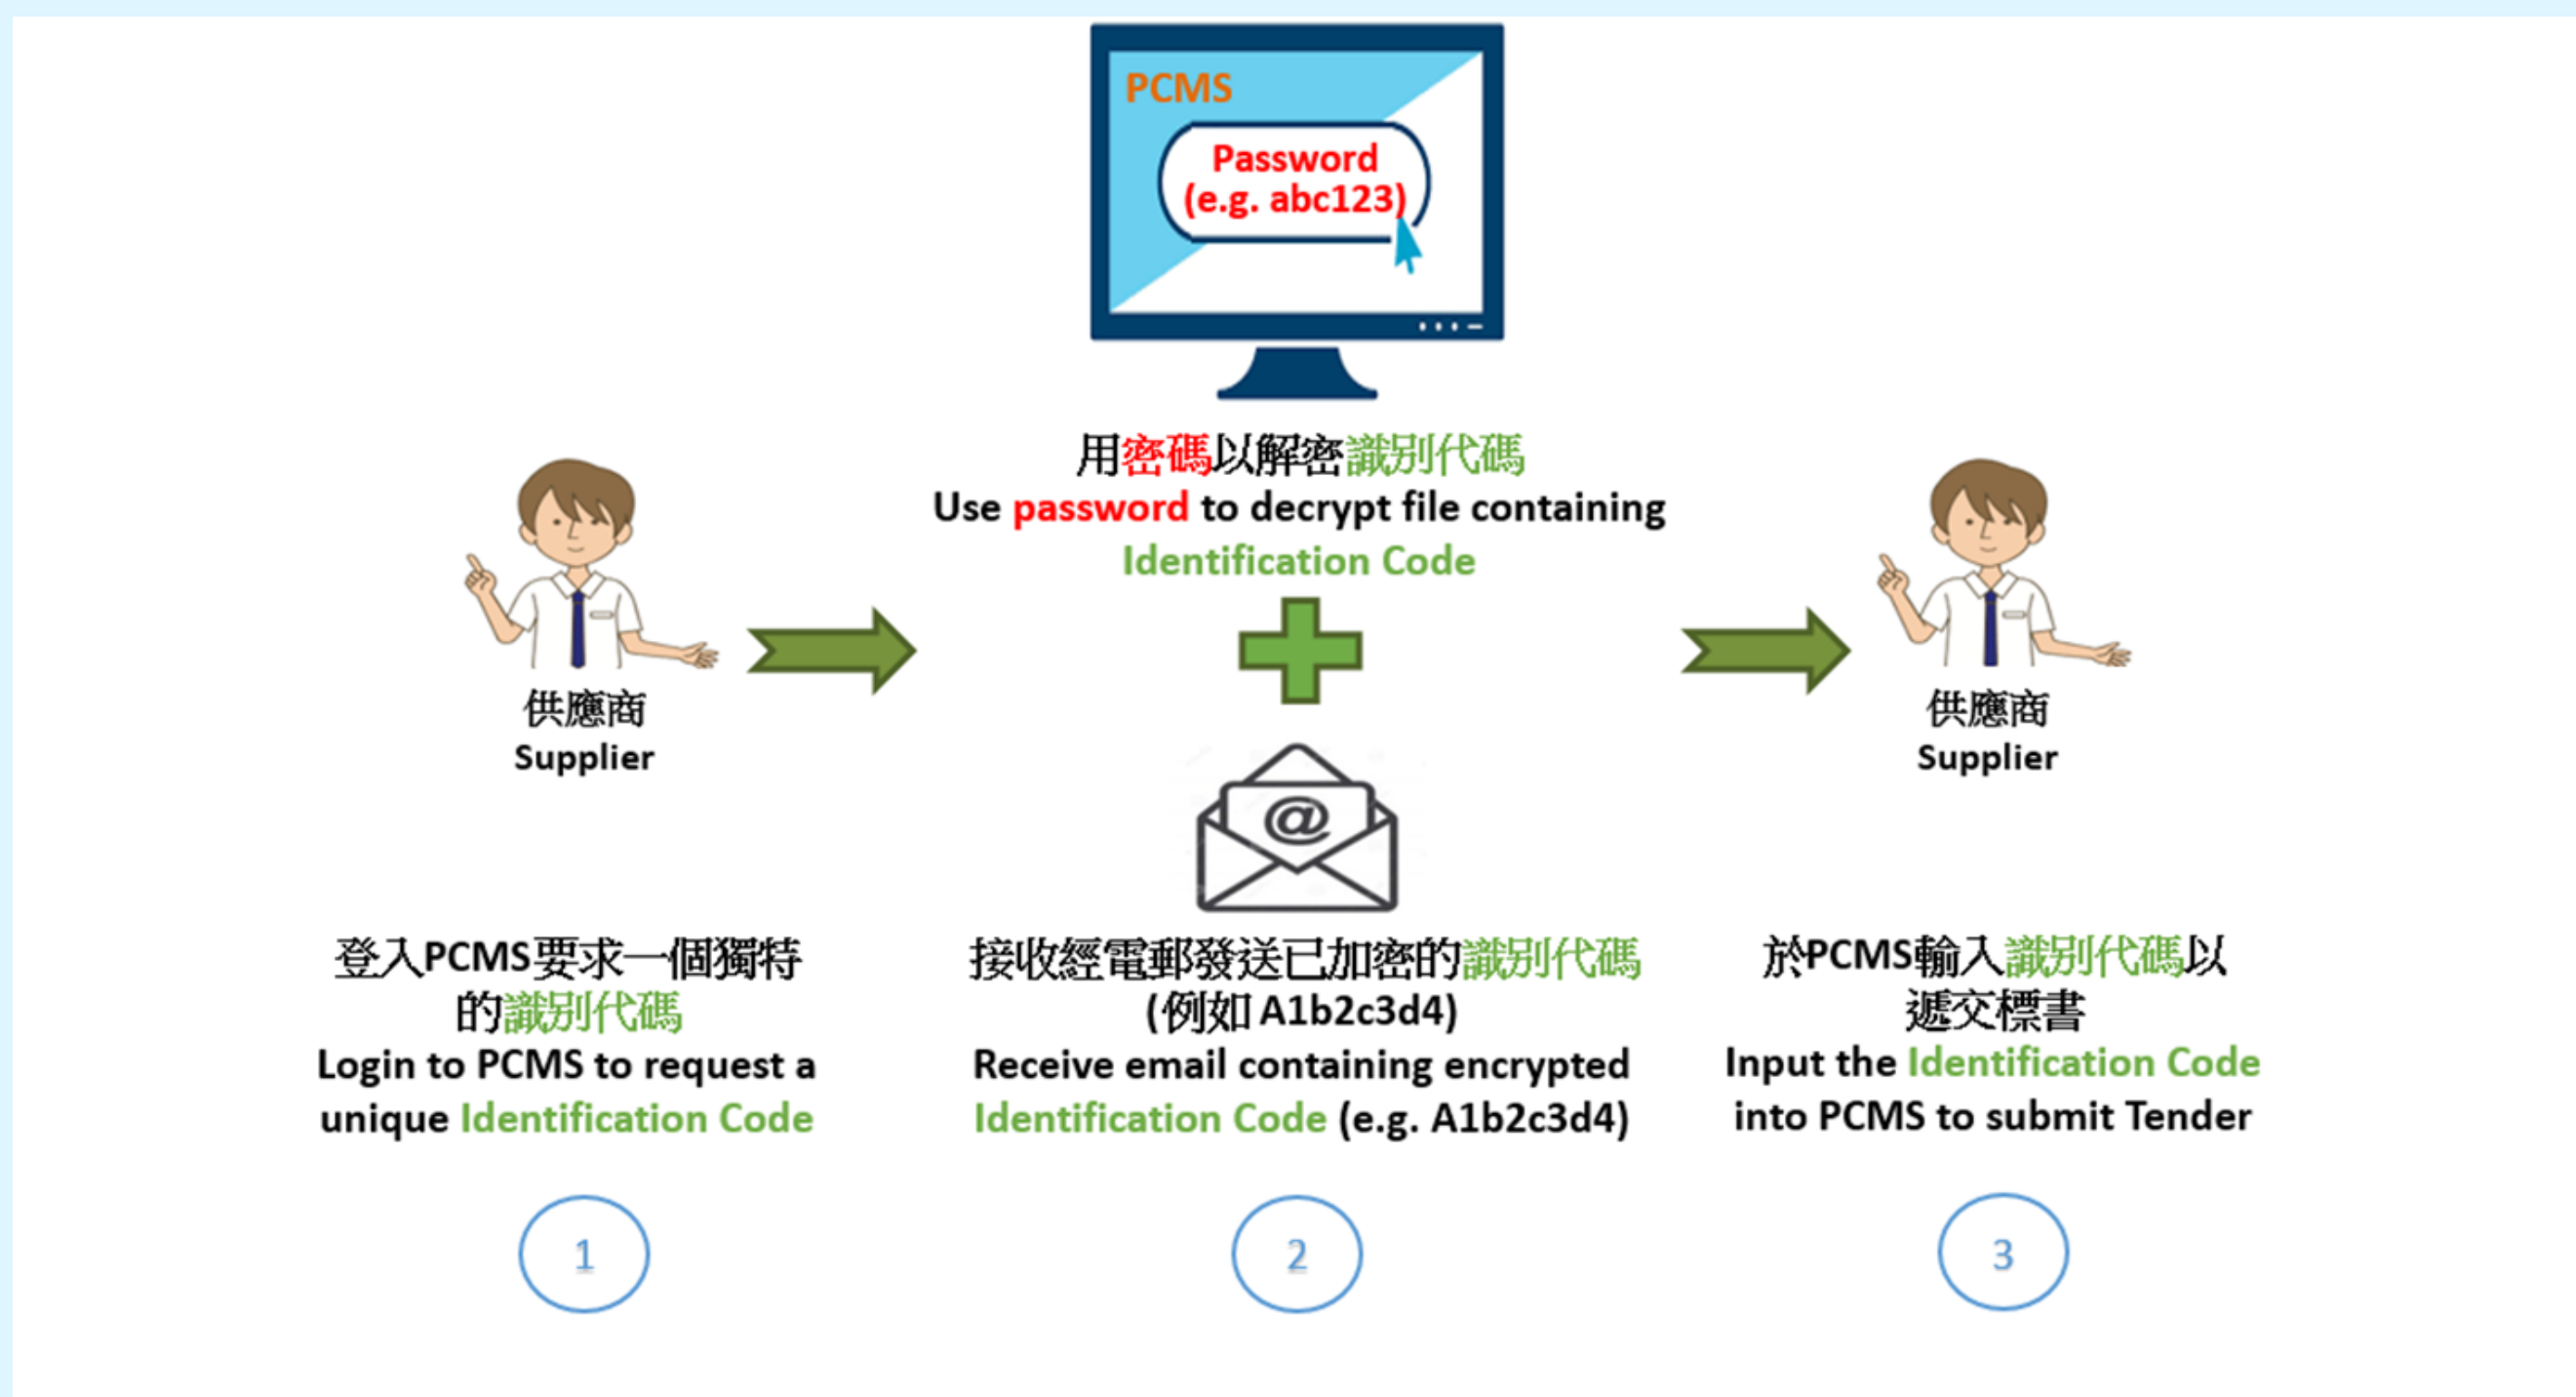 PCMS
Password
(e.g. abc123)
用密碼以解密識別代碼
Use password to decrypt file containing
Identification Code
供應商
Supplier
供應商
Supplier
@
登入PCMS要求一個獨特
的識別代碼
Login to PCMS to request a
unique Identification Code
1
接收經電郵發送已加密的識別代碼
(例如 A1b2c3d4)
Receive email containing encrypted
Identification Code (e.g. A1b2c3d4)
2
於PCMS輸入識別代碼以
遞交標書
Input the Identification Code
into PCMS to submit Tender
3